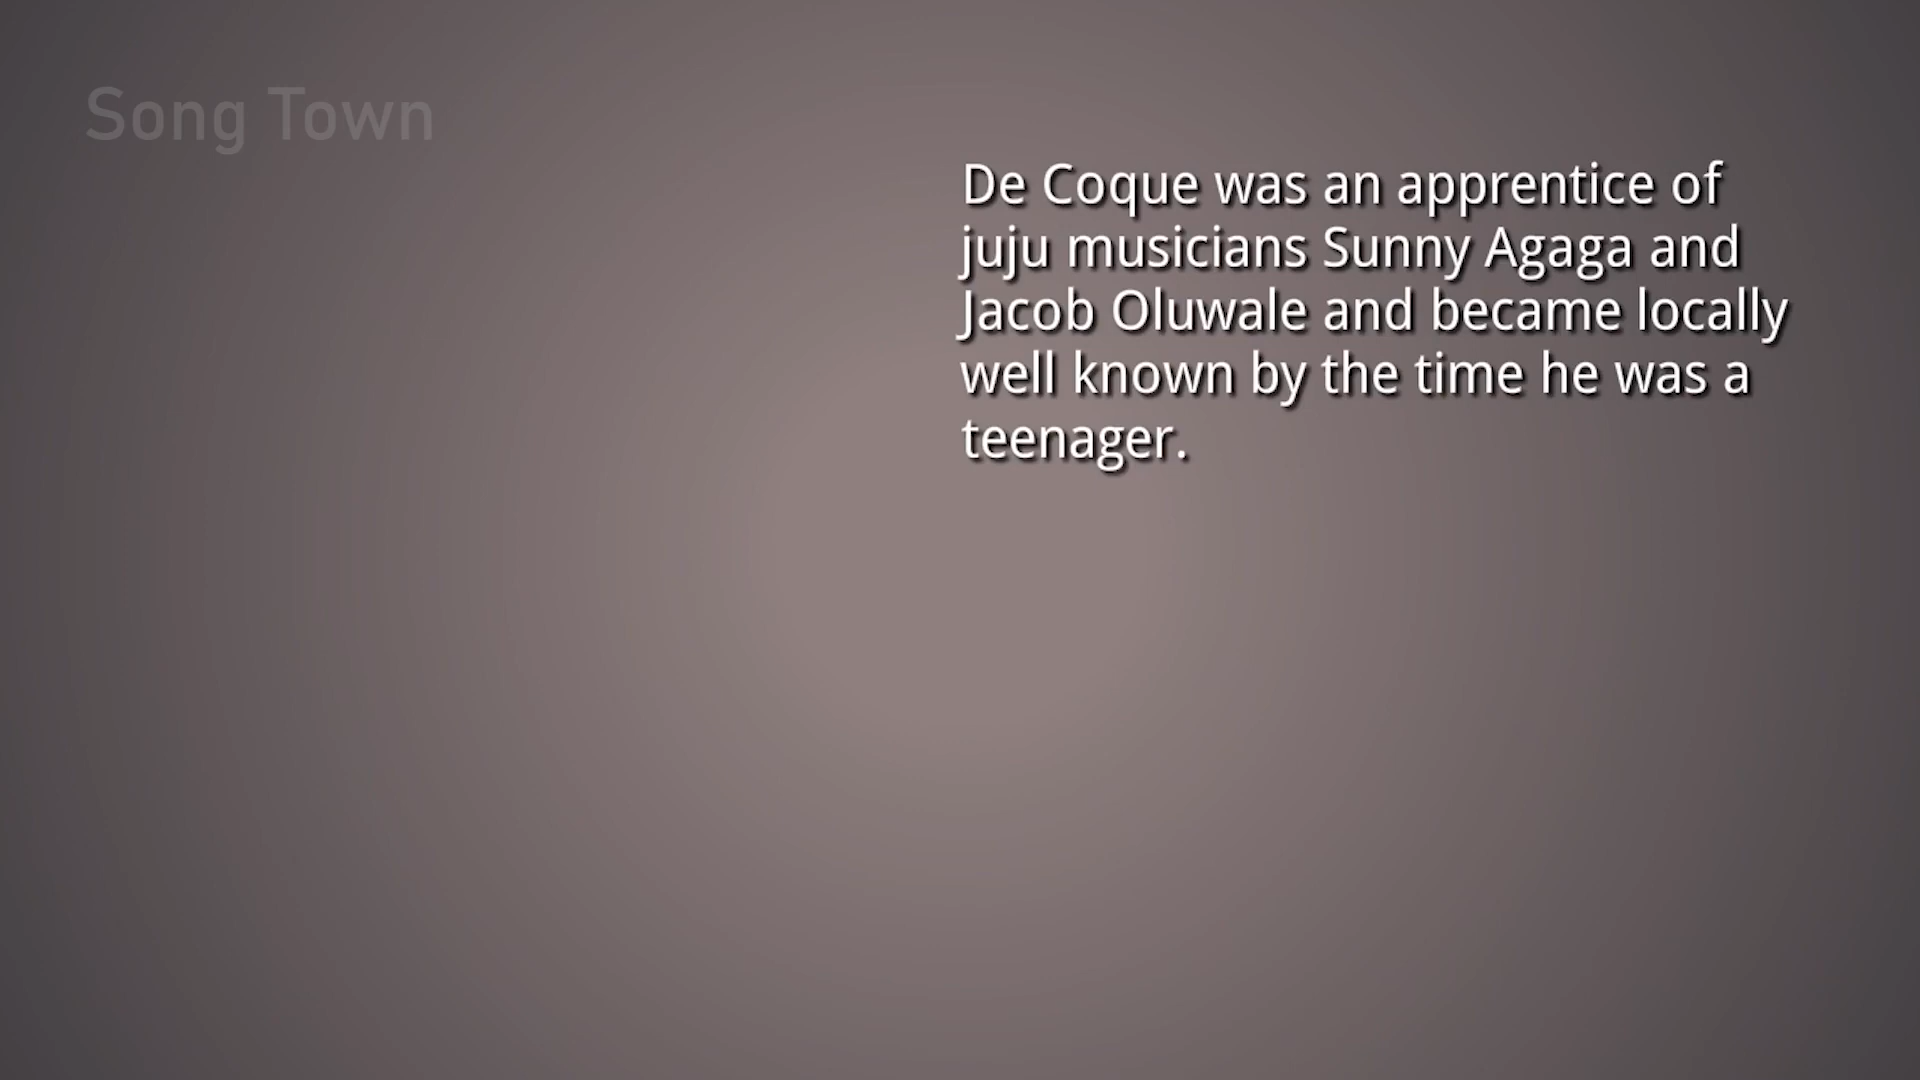 Song Town
De Coque was an apprentice of
juju musicians Sunny Agaga and
Jacob Oluwale and became locally
well known by the time he was a
teenager.